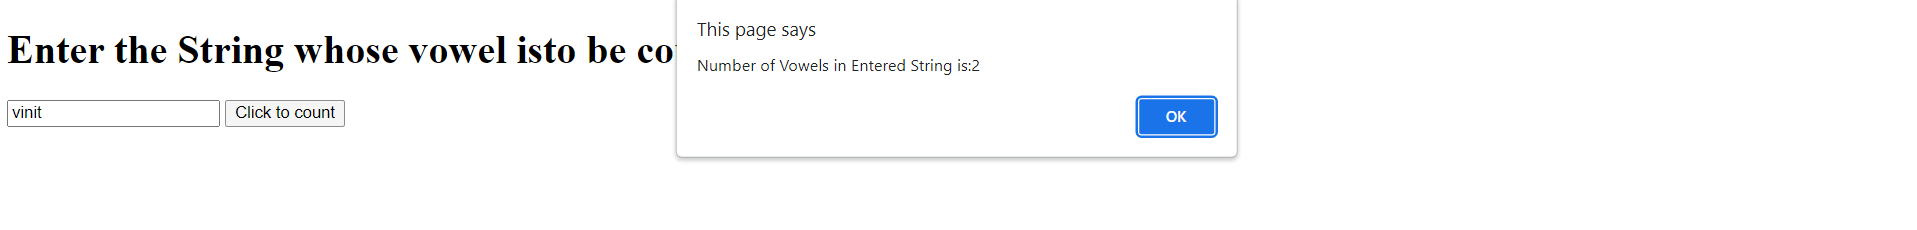 Enter the String whose vowel isto be
vinit
Click to count
This page says
Number of Vowels in Entered String is:2
OK